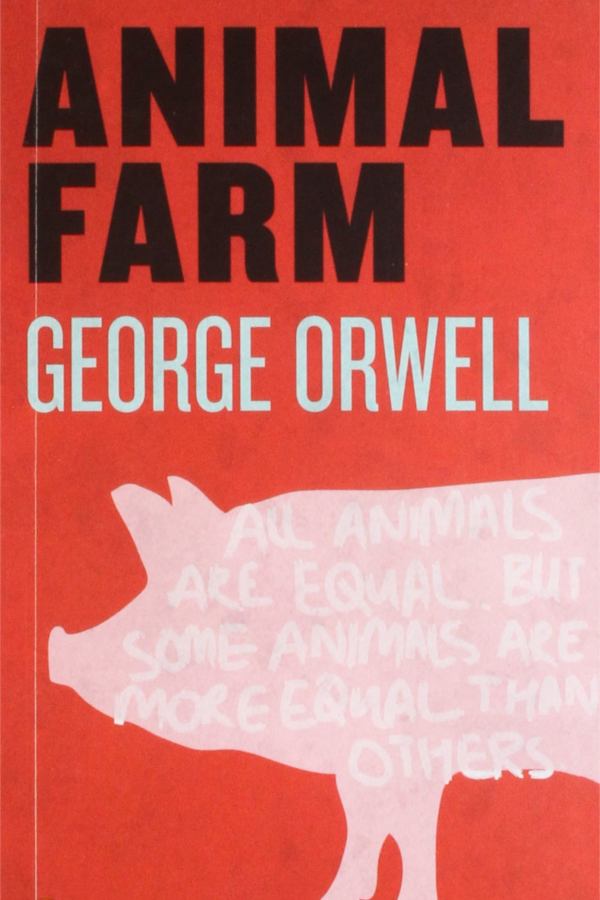 ANIMAL
FARM
GEORGE ORWELL
ALL ANIMALS
ARE EQUAL. BUT
SOME ANIMALS ARE
MORE EQUAL THAN
OTHERS